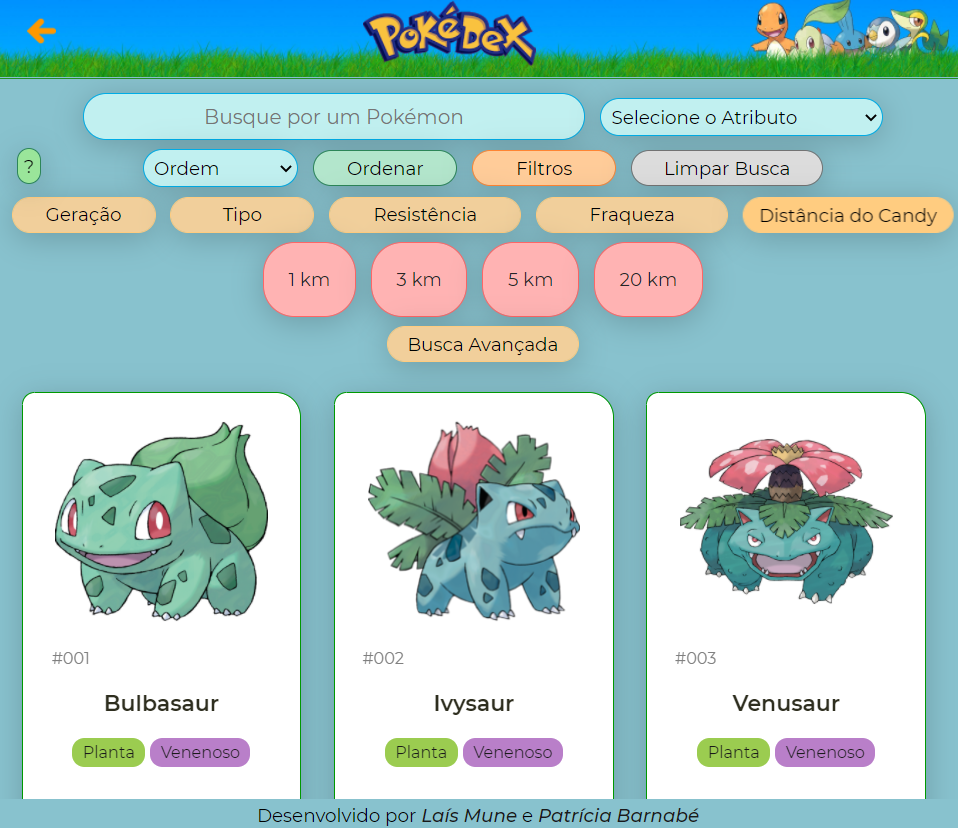 PoKéDeX
Busque por um Pokémon
Selecione o Atributo
?
Ordem
Ordenar
Filtros
Limpar Busca
Geração
Tipo
Resistência
Fraqueza
Distância do Candy
1 km
3 km
5 km
20 km
Busca Avançada
#001
Bulbasaur
Planta
Venenoso
#002
Ivysaur
Planta
Venenoso
#003
Venusaur
Planta
Venenoso
Desenvolvido por Laís Mune e Patrícia Barnabé